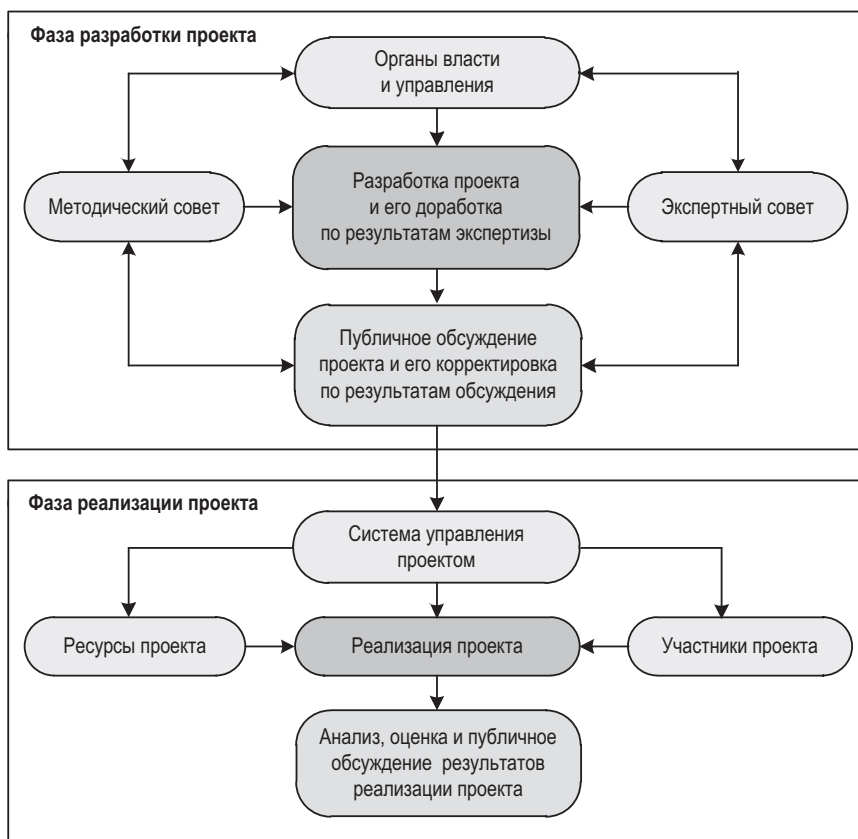 Фаза разработки проекта
Органы власти
и управления
Методический совет
Разработка проекта
и его доработка
по результатам экспертизы
Экспертный совет
Публичное обсуждение
проекта и его корректировка
по результатам обсуждения
Фаза реализации проекта
Система управления
проектом
Ресурсы проекта
Реализация проекта
Участники проекта
Анализ, оценка и публичное
обсуждение результатов
реализации проекта